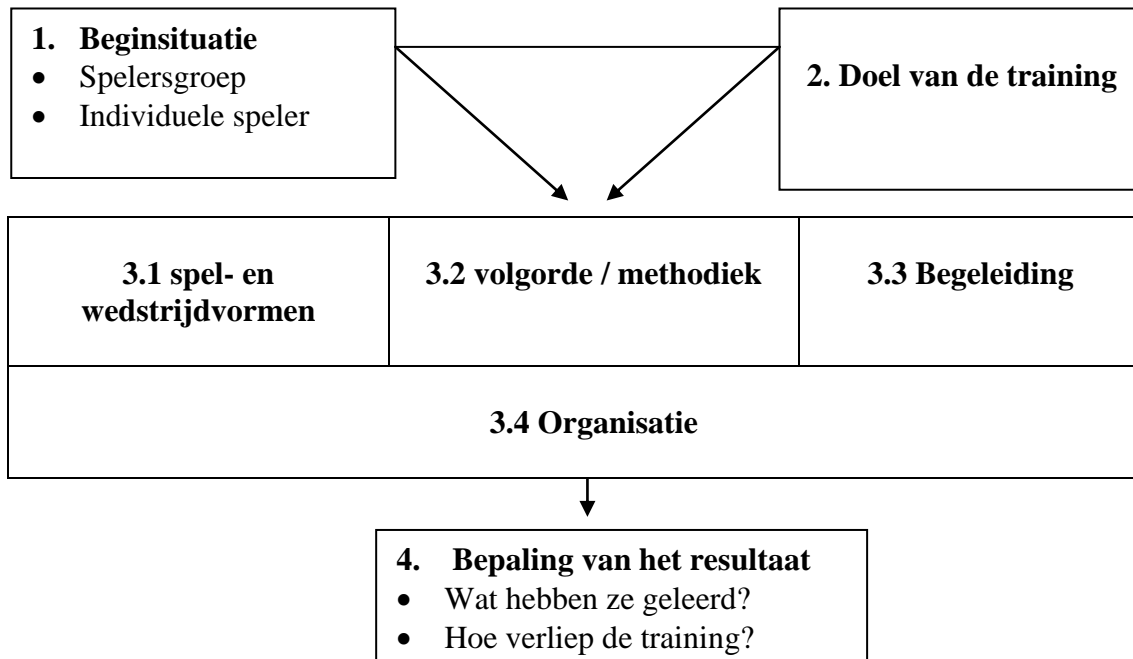 1. Beginsituatie
• Spelersgroep
• Individuele speler
2. Doel van de training
3.1 spel- en
wedstrijdvormen
3.2 volgorde / methodiek
3.3 Begeleiding
3.4 Organisatie
4. Bepaling van het resultaat
• Wat hebben ze geleerd?
• Hoe verliep de training?